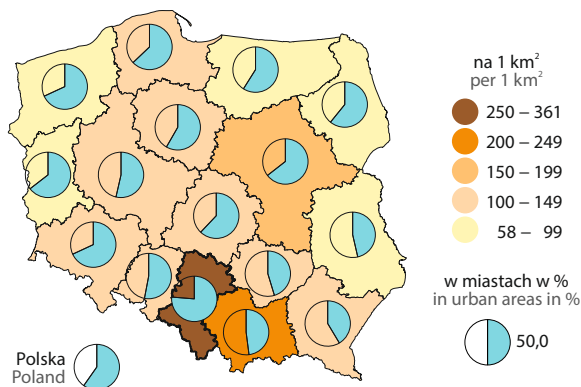 na 1 km²
per 1 km²
250 – 361
200 – 249
150 – 199
100 – 149
58 – 99
w miastach w %
in urban areas in %
50,0
Polska
Poland